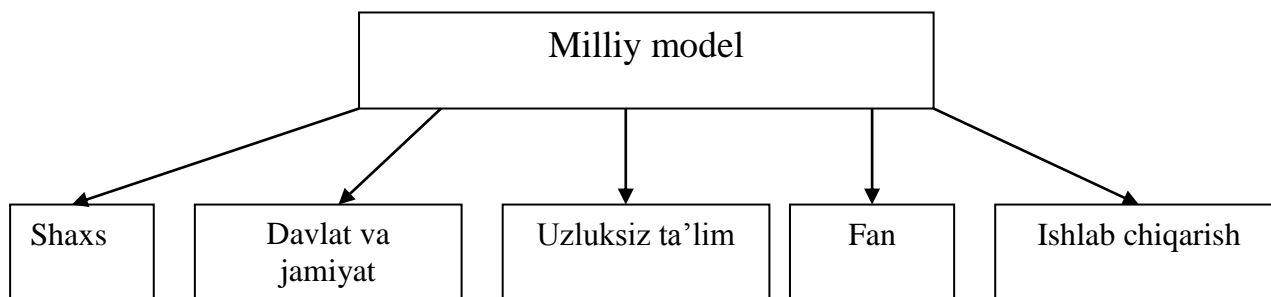 Milliy model
Shaxs
Davlat va
jamiyat
Uzluksiz ta’lim
Fan
Ishlab chiqarish